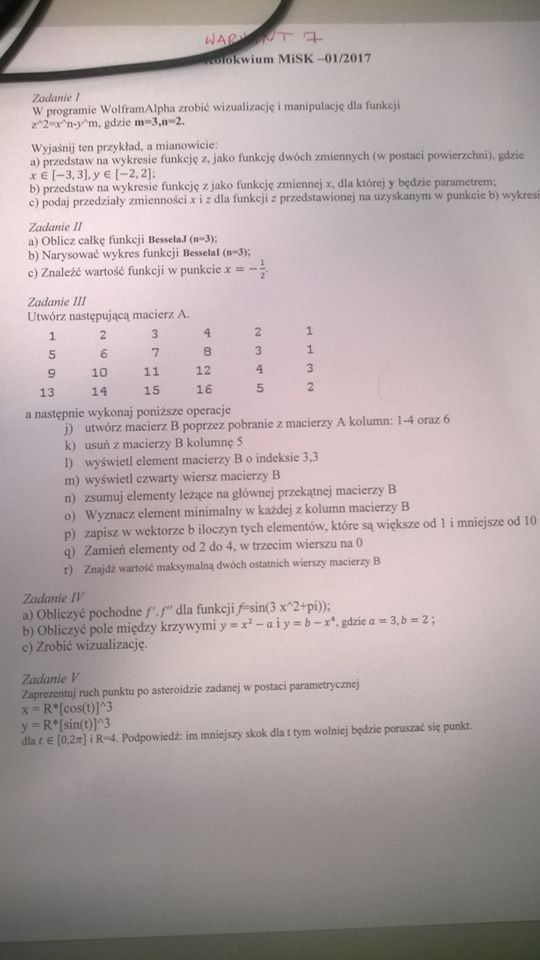 WARIANT 7
Kolokwium MiSK –01/2017
Zadanie I
W programie WolframAlpha zrobić wizualizację i manipulację dla funkcji
z^2=x^n-y^m, gdzie m=3,n=2.
Wyjaśnij ten przykład, a mianowicie:
a) przedstaw na wykresie funkcję z, jako funkcję dwóch zmiennych (w postaci powierzchni), gdzie
x ∈ [−3, 3], y ∈ [−2, 2];
b) przedstaw na wykresie funkcję z jako funkcję zmiennej x, dla której y będzie parametrem;
c) podaj przedziały zmienności x i z dla funkcji z przedstawionej na uzyskanym w punkcie b) wykresi
Zadanie II
a) Oblicz całkę funkcji BesselaJ (n=3);
b) Narysować wykres funkcji BesselaI (n=3);
c) Znaleźć wartość funkcji w punkcie x = −1/2.
Zadanie III
Utwórz następującą macierz A.
1 2 3 4 2 1
5 6 7 8 3 1
9 10 11 12 4 3
13 14 15 16 5 2
a następnie wykonaj poniższe operacje
j) utwórz macierz B poprzez pobranie z macierzy A kolumn: 1-4 oraz 6
k) usuń z macierzy B kolumnę 5
l) wyświetl element macierzy B o indeksie 3,3
m) wyświetl czwarty wiersz macierzy B
n) zsumuj elementy leżące na głównej przekątnej macierzy B
o) Wyznacz element minimalny w każdej z kolumn macierzy B
p) zapisz w wektorze b iloczyn tych elementów, które są większe od 1 i mniejsze od 10
q) Zamień elementy od 2 do 4, w trzecim wierszu na 0
r) Znajdź wartość maksymalną dwóch ostatnich wierszy macierzy B
Zadanie IV
a) Obliczyć pochodne f', f'' dla funkcji f=sin(3 x^2+pi));
b) Obliczyć pole między krzywymi y = x² − a i y = b − x⁴, gdzie a = 3, b = 2 ;
c) Zrobić wizualizację.
Zadanie V
Zaprezentuj ruch punktu po asteroidzie zadanej w postaci parametrycznej
x = R*[cos(t)]^3
y = R*[sin(t)]^3
dla t ∈ [0,2π] i R=4. Podpowiedź: im mniejszy skok dla t tym wolniej będzie poruszać się punkt.